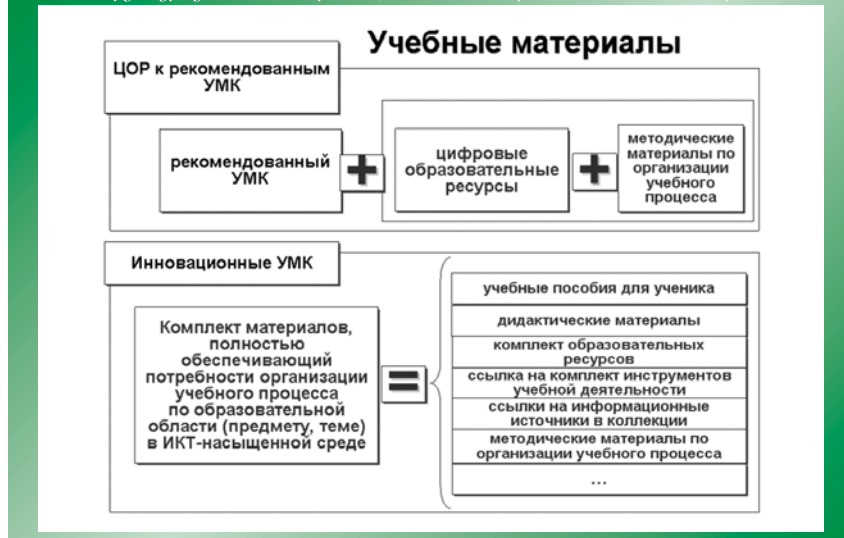 Учебные материалы
ЦОР к рекомендованным
УМК
рекомендованный
УМК
+
цифровые
образовательные
ресурсы
+
методические
материалы по
организации
учебного
процесса
Инновационные УМК
Комплект материалов,
полностью
обеспечивающий
потребности организации
учебного процесса
по образовательной
области (предмету, теме)
в ИКТ-насыщенной среде
=
учебные пособия для ученика
дидактические материалы
комплект образовательных
ресурсов
ссылка на комплект инструментов
учебной деятельности
ссылки на информационные
источники в коллекции
методические материалы по
организации учебного процесса
...